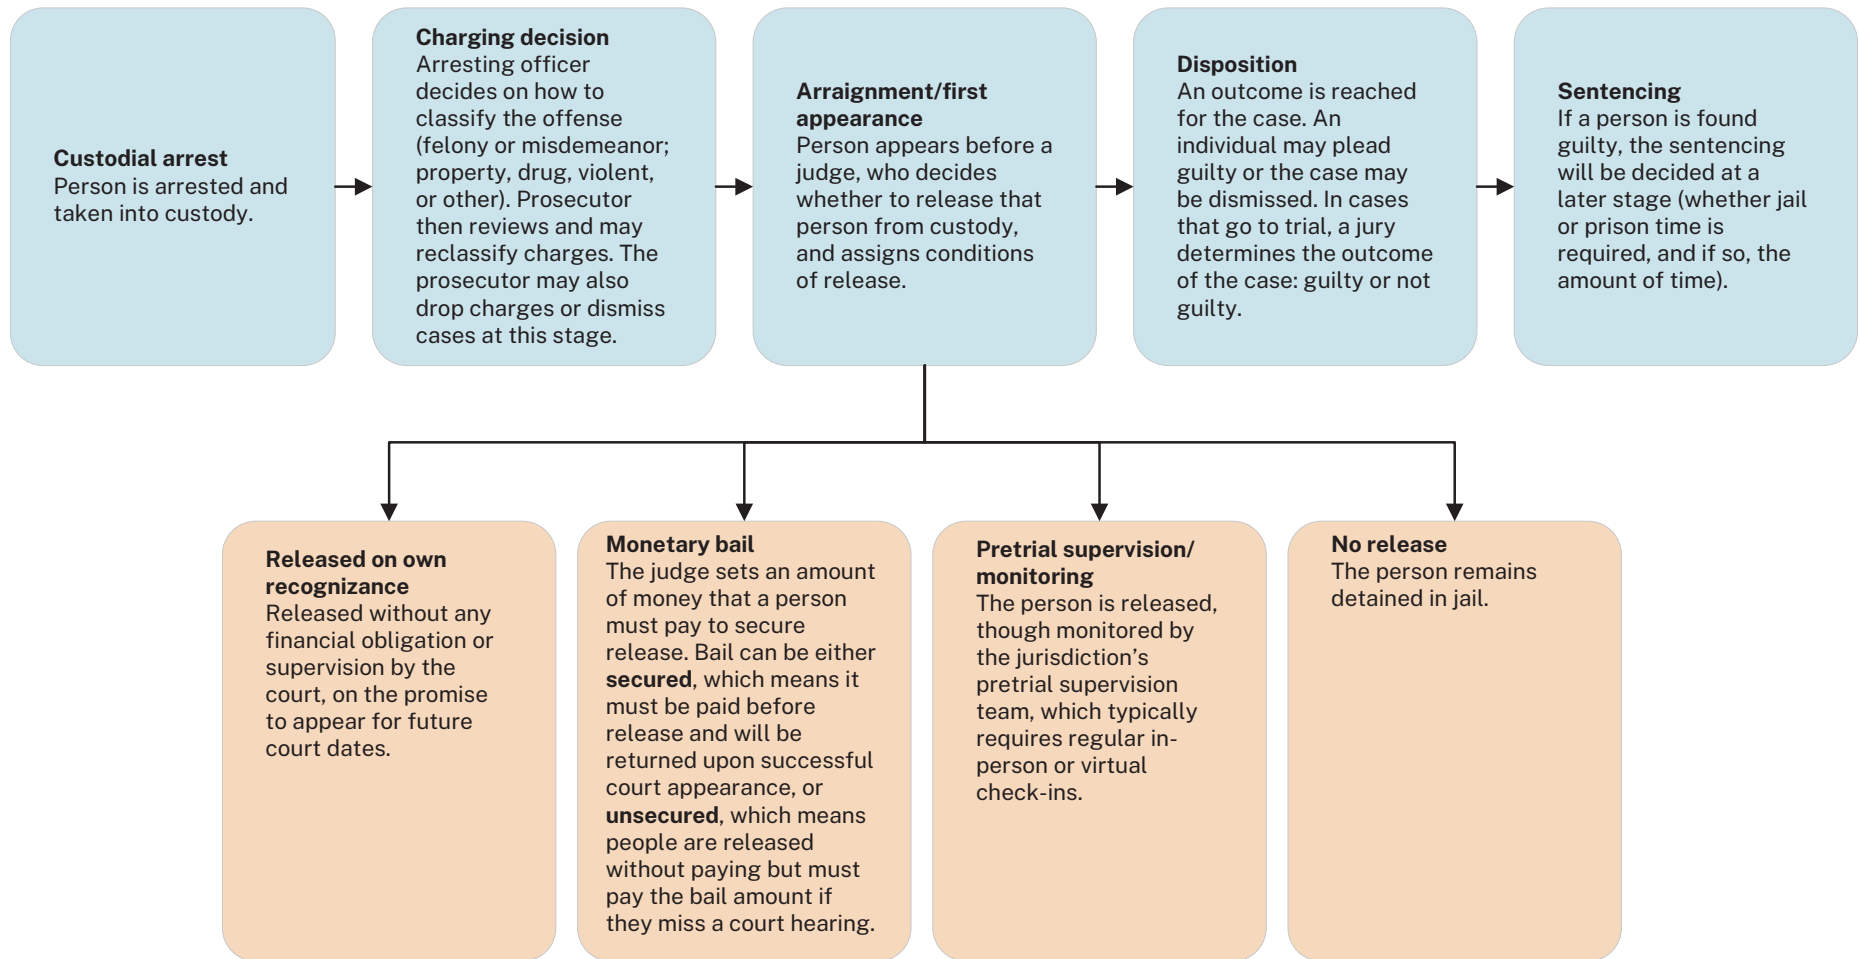 Custodial arrest
Person is arrested and
taken into custody.
Charging decision
Arresting officer
decides on how to
classify the offense
(felony or misdemeanor;
property, drug, violent,
or other). Prosecutor
then reviews and may
reclassify charges. The
prosecutor may also
drop charges or dismiss
cases at this stage.
Arraignment/first
appearance
Person appears before a
judge, who decides
whether to release that
person from custody,
and assigns conditions
of release.
Disposition
An outcome is reached
for the case. An
individual may plead
guilty or the case may
be dismissed. In cases
that go to trial, a jury
determines the outcome
of the case: guilty or not
guilty.
Sentencing
If a person is found
guilty, the sentencing
will be decided at a
later stage (whether jail
or prison time is
required, and if so, the
amount of time).
Released on own
recognizance
Released without any
financial obligation or
supervision by the
court, on the promise
to appear for future
court dates.
Monetary bail
The judge sets an amount
of money that a person
must pay to secure
release. Bail can be either
secured, which means it
must be paid before
release and will be
returned upon successful
court appearance, or
unsecured, which means
people are released
without paying but must
pay the bail amount if
they miss a court hearing.
Pretrial supervision/
monitoring
The person is released,
though monitored by
the jurisdiction’s
pretrial supervision
team, which typically
requires regular in-
person or virtual
check-ins.
No release
The person remains
detained in jail.